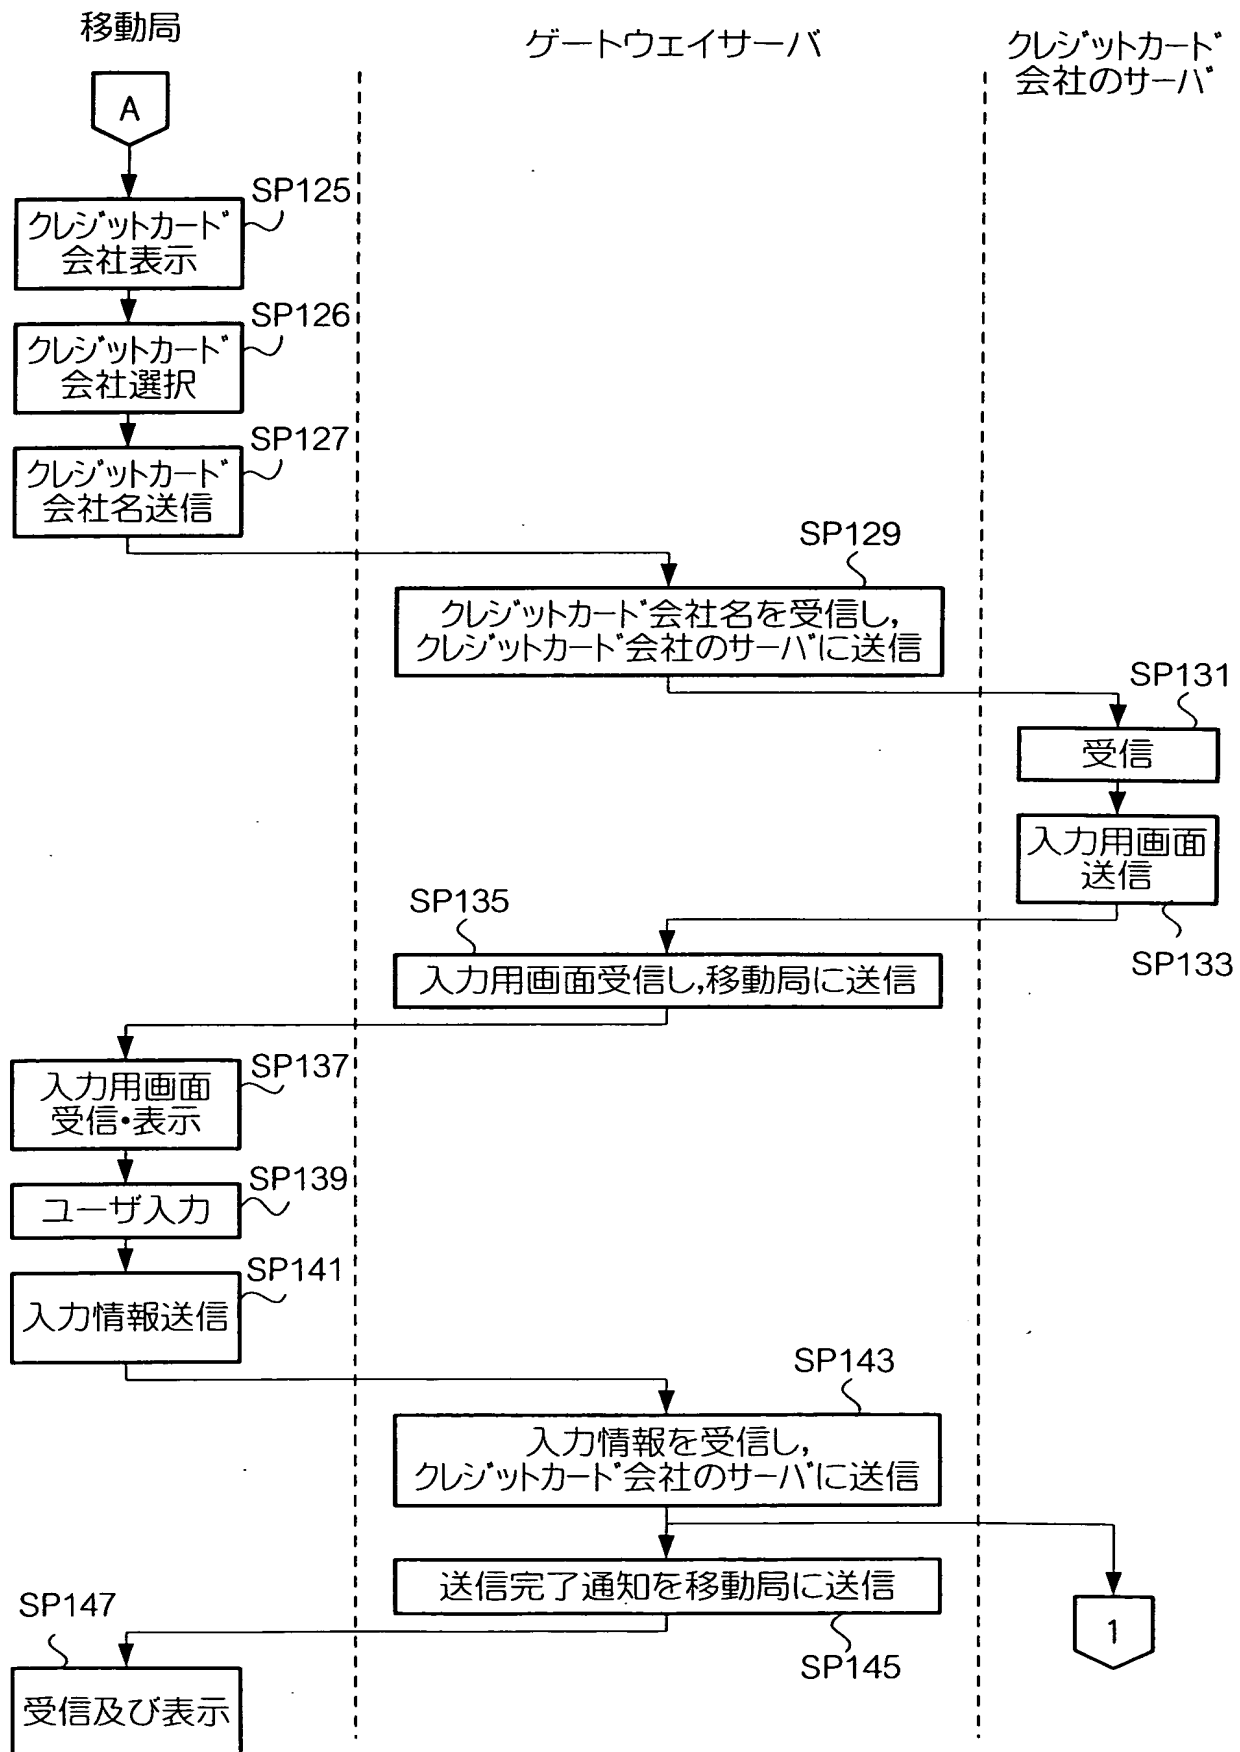 移動局
ゲートウェイサーバ
クレジットカード
会社のサーバ
A
SP125
クレジットカード
会社表示
SP126
クレジットカード
会社選択
SP127
クレジットカード
会社名送信
SP129
クレジットカード会社名を受信し,
クレジットカード会社のサーバに送信
SP131
受信
入力用画面
送信
SP133
SP135
入力用画面受信し,移動局に送信
SP137
入力用画面
受信・表示
SP139
ユーザ入力
SP141
入力情報送信
SP143
入力情報を受信し,
クレジットカード会社のサーバに送信
送信完了通知を移動局に送信
SP145
1
SP147
受信及び表示